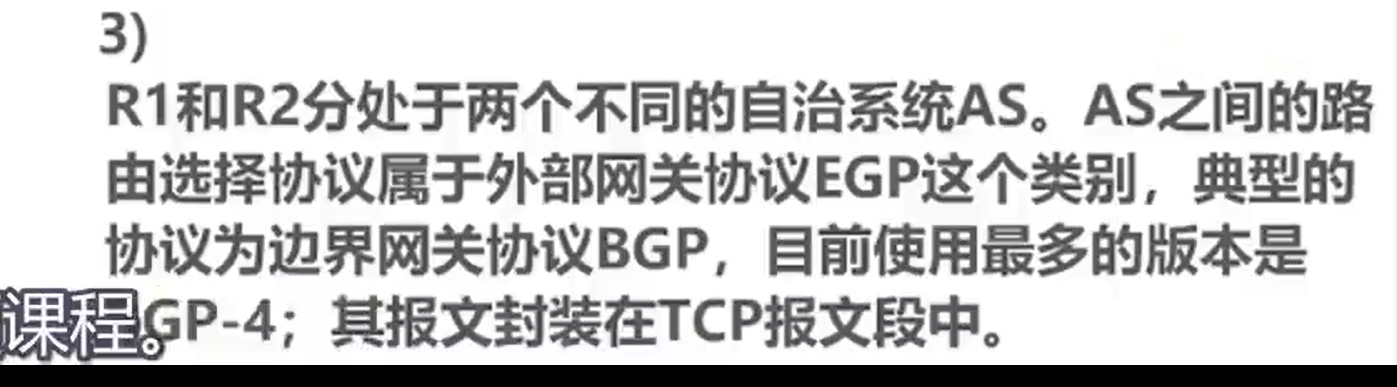 3)
R1和R2分处于两个不同的自治系统AS。AS之间的路
由选择协议属于外部网关协议EGP这个类别，典型的
协议为边界网关协议BGP，目前使用最多的版本是
GP-4；其报文封装在TCP报文段中。
课程。